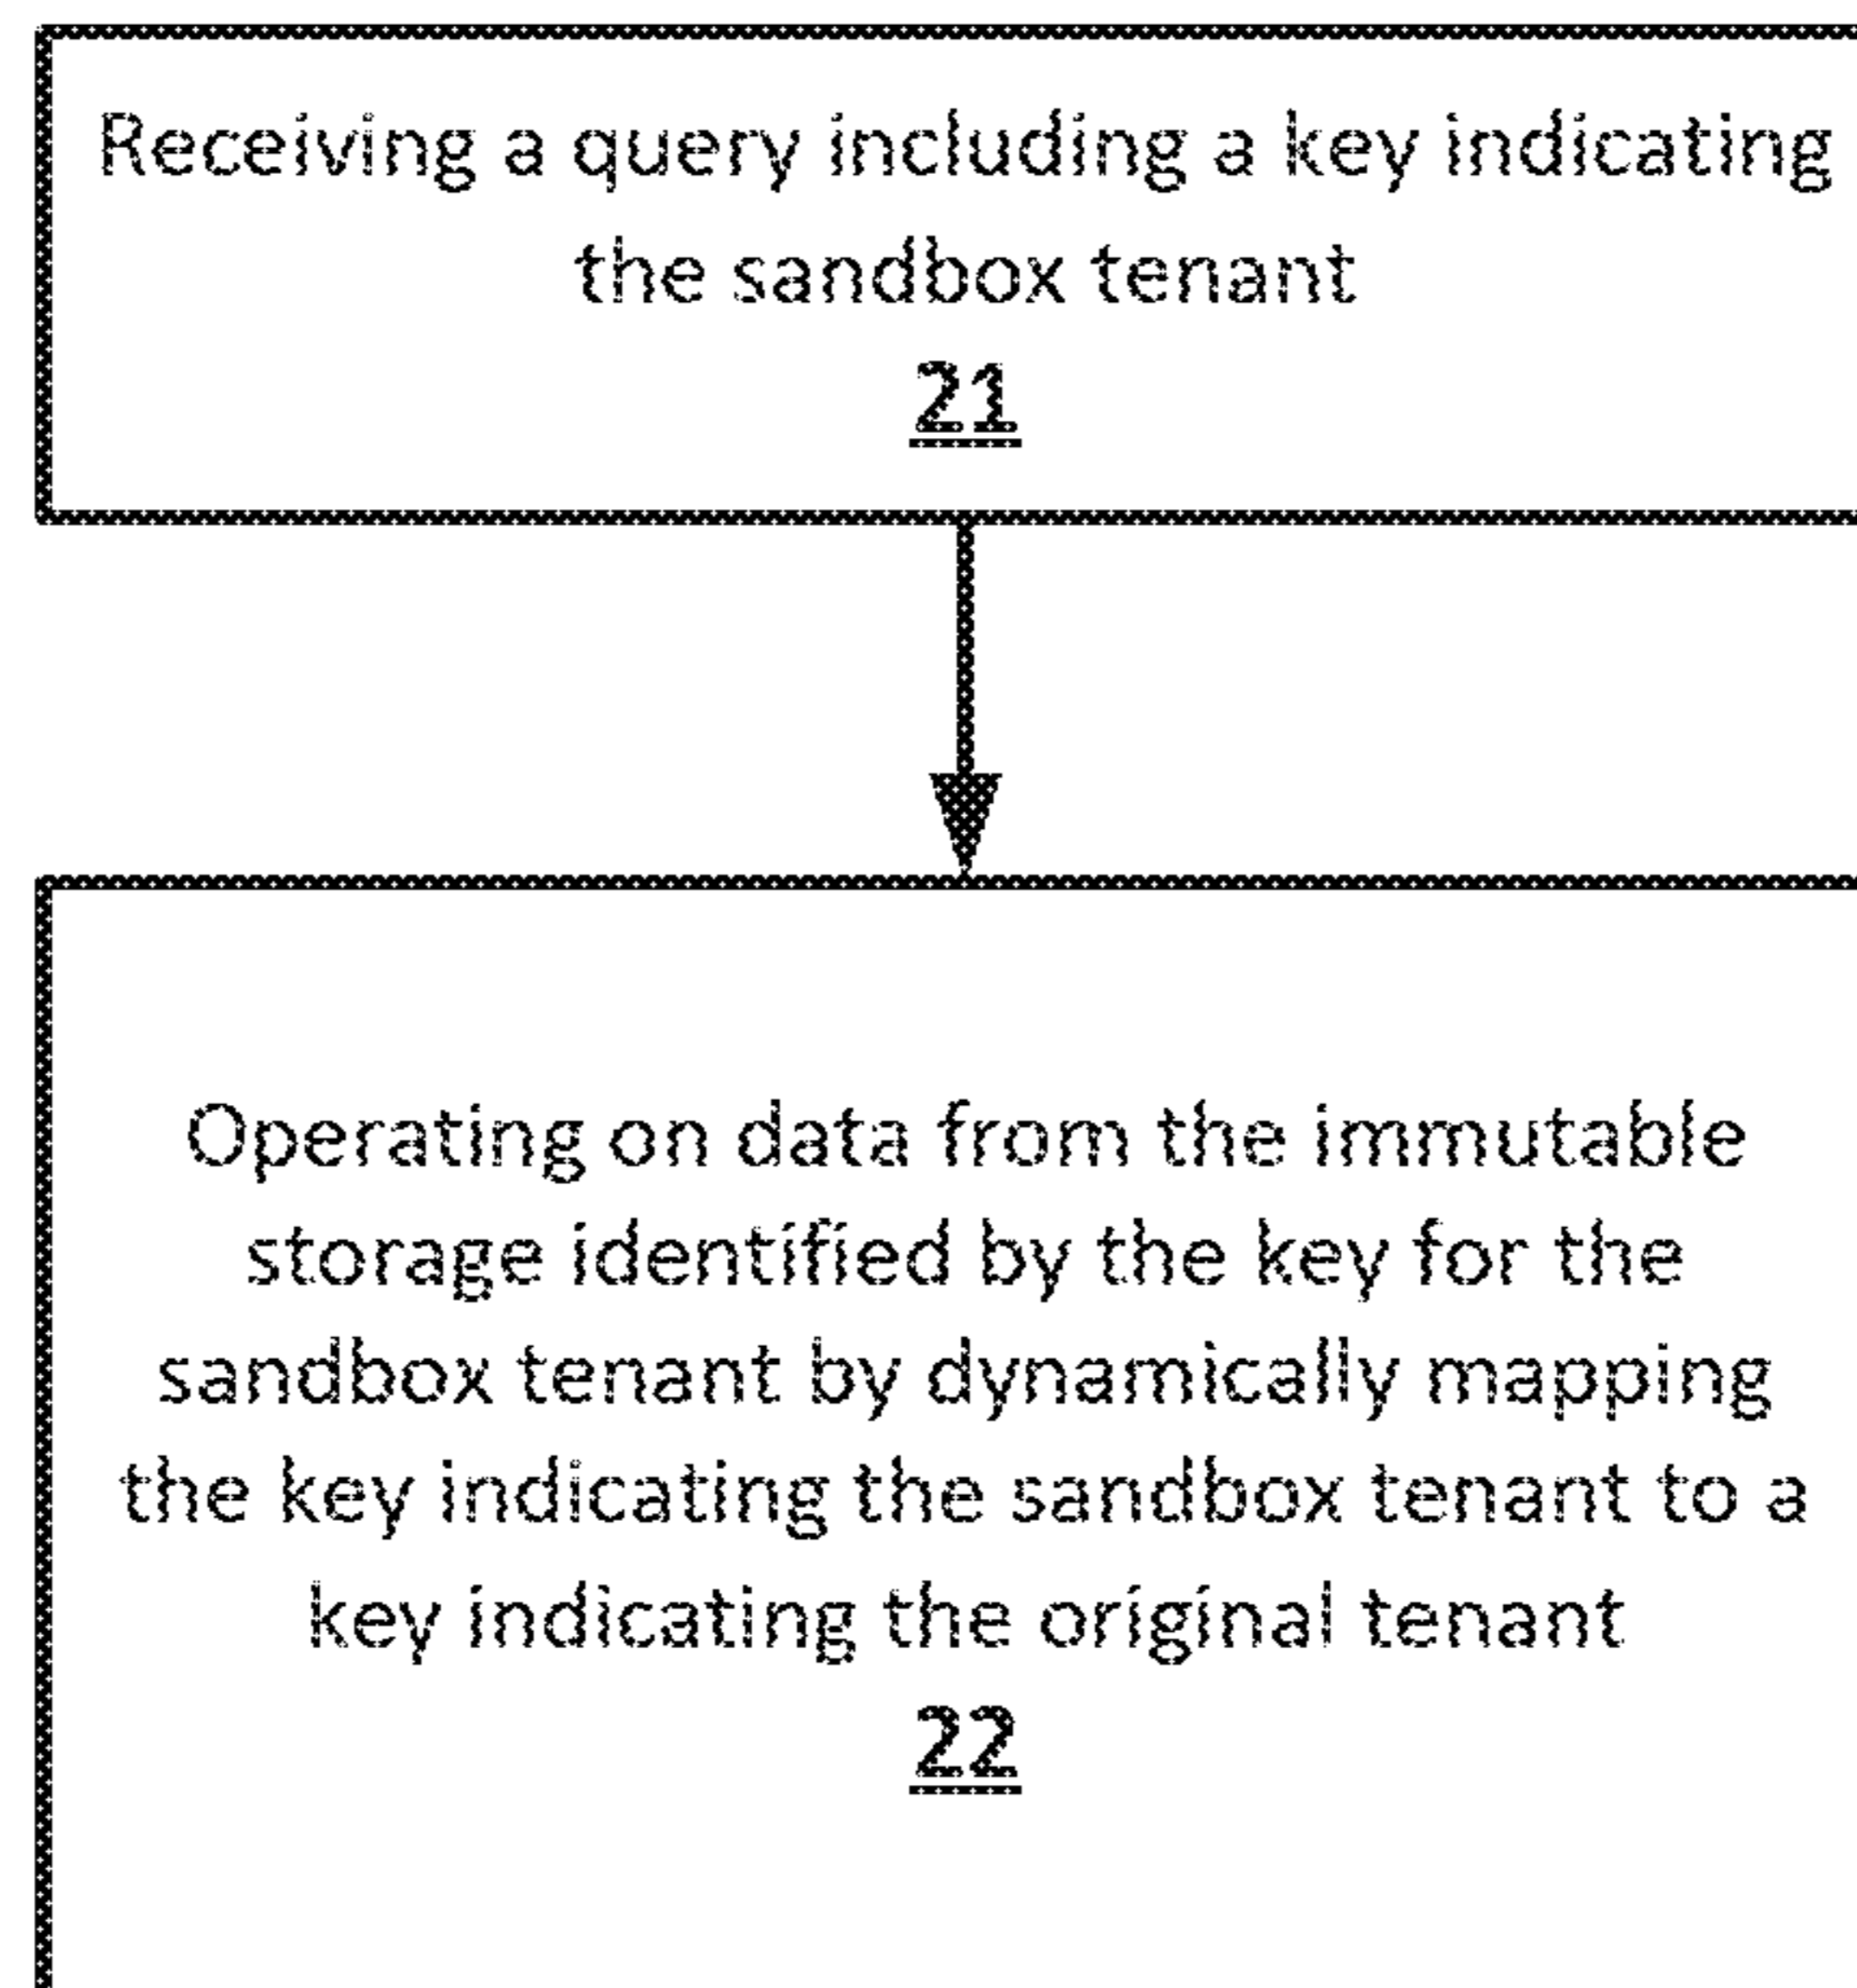 Receiving a query including a key indicating
the sandbox tenant
21
Operating on data from the immutable
storage identified by the key for the
sandbox tenant by dynamically mapping
the key indicating the sandbox tenant to a
key indicating the original tenant
22